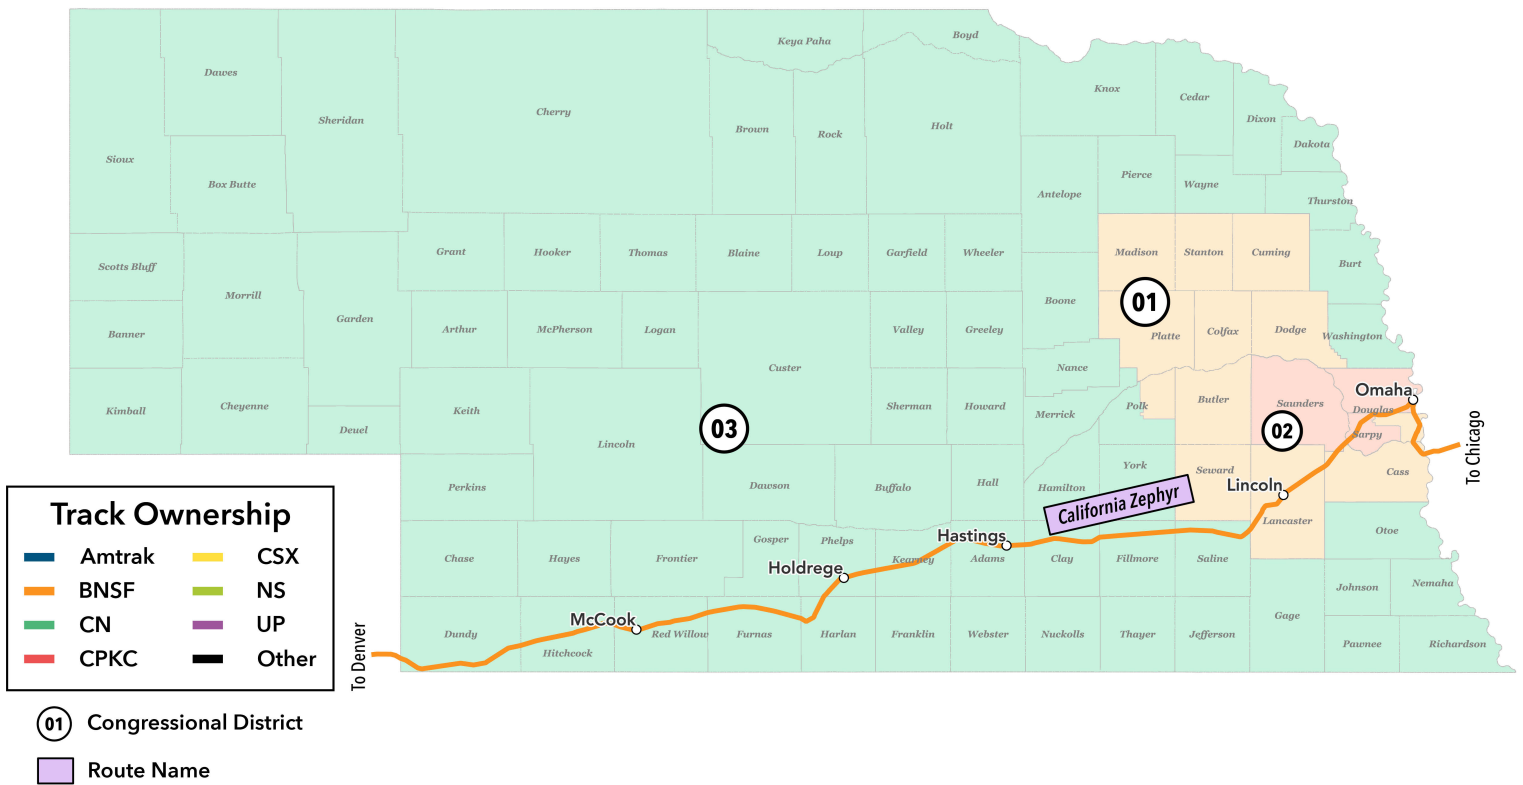 Keya Paha
Boyd
Dawes
Cherry
Knox
Cedar
Sheridan
Brown
Rock
Holt
Dixon
Dakota
Sioux
Box Butte
Antelope
Pierce
Wayne
Thurston
Scotts Bluff
Grant
Hooker
Thomas
Blaine
Loup
Garfield
Wheeler
Madison
Stanton
Cuming
Burt
Morrill
Garden
Boone
01
Banner
Arthur
McPherson
Logan
Valley
Greeley
Platte
Colfax
Dodge
Washington
Custer
Nance
Kimball
Cheyenne
Keith
Sherman
Howard
Merrick
Polk
Butler
Saunders
Omaha
Douglas
Deuel
Lincoln
03
02
Sarpy
To Chicago
Perkins
Dawson
Buffalo
Hall
Hamilton
York
Seward
Cass
California Zephyr
Lincoln
Lancaster
Otoe
Chase
Hayes
Frontier
Gosper
Phelps
Kearney
Hastings
Adams
Clay
Fillmore
Saline
Holdrege
Johnson
Nemaha
Gage
McCook
Dundy
Hitchcock
Red Willow
Furnas
Harlan
Franklin
Webster
Nuckolls
Thayer
Jefferson
Pawnee
Richardson
To Denver
Track Ownership
Amtrak
CSX
BNSF
NS
CN
UP
CPKC
Other
01
Congressional District
Route Name